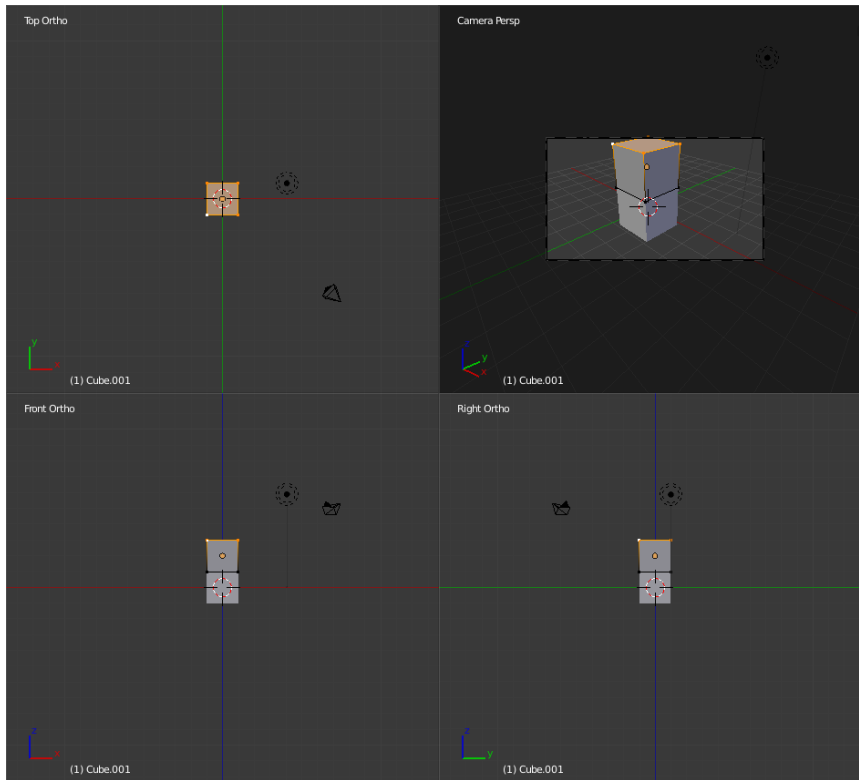 Top Ortho
Camera Persp
y
x
(1) Cube.001
z
y
x
(1) Cube.001
Front Ortho
Right Ortho
z
x
(1) Cube.001
z
y
(1) Cube.001